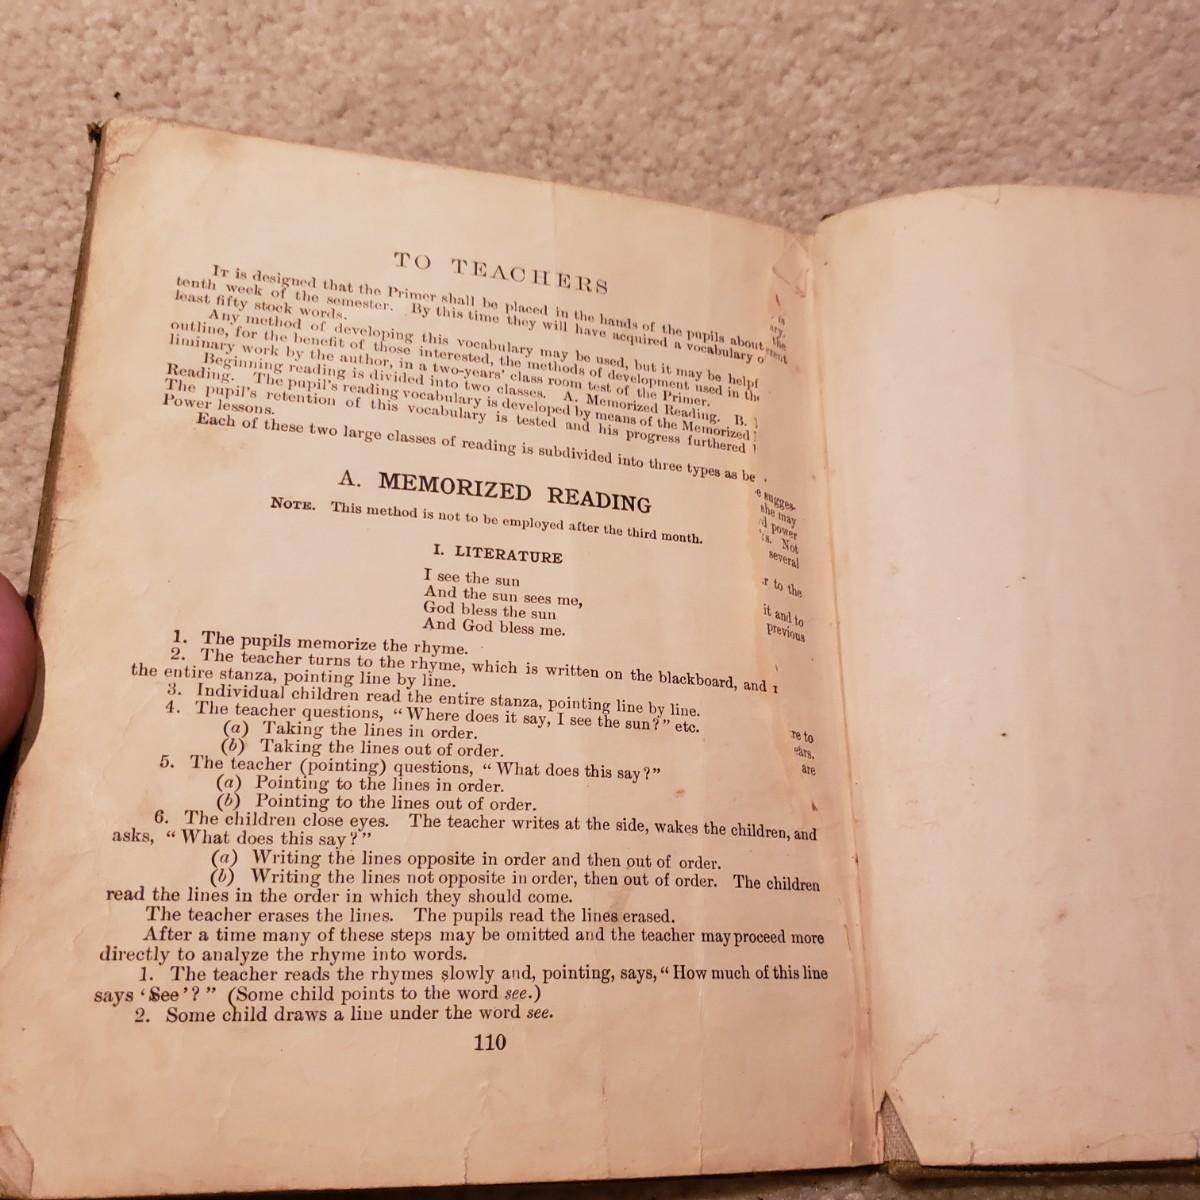 TO TEACHERS
IT is designed that the Primer shall be placed in the hands of the pupils about
tenth week of the semester. By this time they will have acquired a vocabulary
least fifty stock words.
Any method of developing this vocabulary may be used, but it may be
outline, for the benefit of those interested, the methods of development used in
liminary work by the author, in a two-years' class room test of the Primer.
Beginning reading is divided into two classes. A. Memorized Reading. B.
Reading. The pupil's reading vocabulary is developed by means of the Memorized
The pupil's retention of this vocabulary is tested and his progress furthered
Power lessons.
Each of these two large classes of reading is subdivided into three types as
A. MEMORIZED READING
NOTE. This method is not to be employed after the third month.
I. LITERATURE
I see the sun
And the sun sees me,
God bless the sun
And God bless me.
1. The pupils memorize the rhyme.
2. The teacher turns to the rhyme, which is written on the blackboard, and
the entire stanza, pointing line by line.
3. Individual children read the entire stanza, pointing line by line.
4. The teacher questions, "Where does it say, I see the sun?" etc.
(a) Taking the lines in order.
(b) Taking the lines out of order.
5. The teacher (pointing) questions, "What does this say?"
(a) Pointing to the lines in order.
(b) Pointing to the lines out of order.
6. The children close eyes. The teacher writes at the side, wakes the children, and
asks, "What does this say?"
(a) Writing the lines opposite in order and then out of order.
(b) Writing the lines not opposite in order, then out of order. The children
read the lines in the order in which they should come.
The teacher erases the lines. The pupils read the lines erased.
After a time many of these steps may be omitted and the teacher may proceed more
directly to analyze the rhyme into words.
1. The teacher reads the rhymes slowly and, pointing, says, "How much of this line
says 'See'?" (Some child points to the word see.)
2. Some child draws a line under the word see.
110
is
the
sugges-
she may
power
Not
several
to the
it and to
previous
to
are